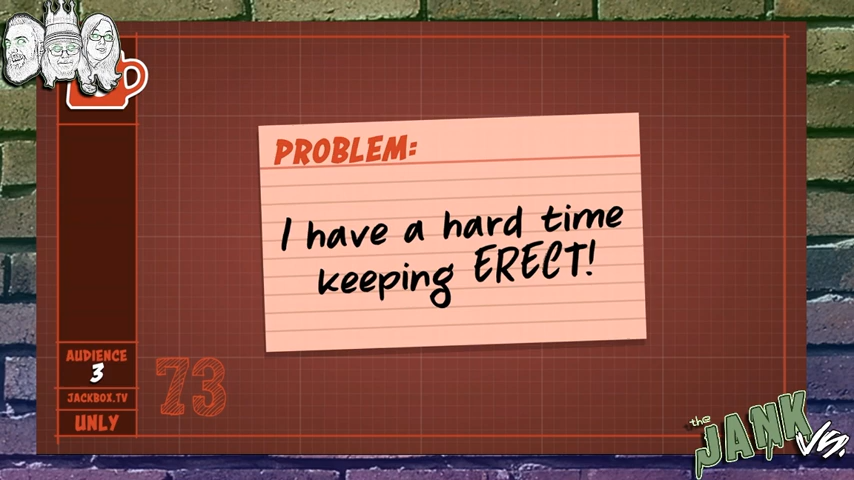 PROBLEM:
I have a hard time
keeping ERECT!
AUDIENCE
3
JACKBOX.TV
UNLY
73
the
JANK
VS.